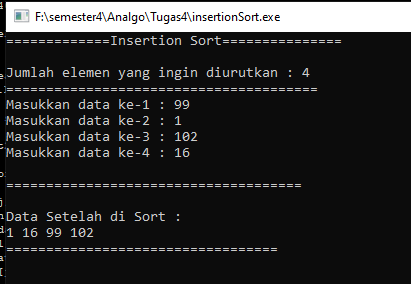 F:\semester4\Analgo\Tugas4\insertionSort.exe
=============Insertion Sort===============
Jumlah elemen yang ingin diurutkan : 4
=======================================
Masukkan data ke-1 : 99
Masukkan data ke-2 : 1
Masukkan data ke-3 : 102
Masukkan data ke-4 : 16
=====================================
Data Setelah di Sort :
1 16 99 102
==================================